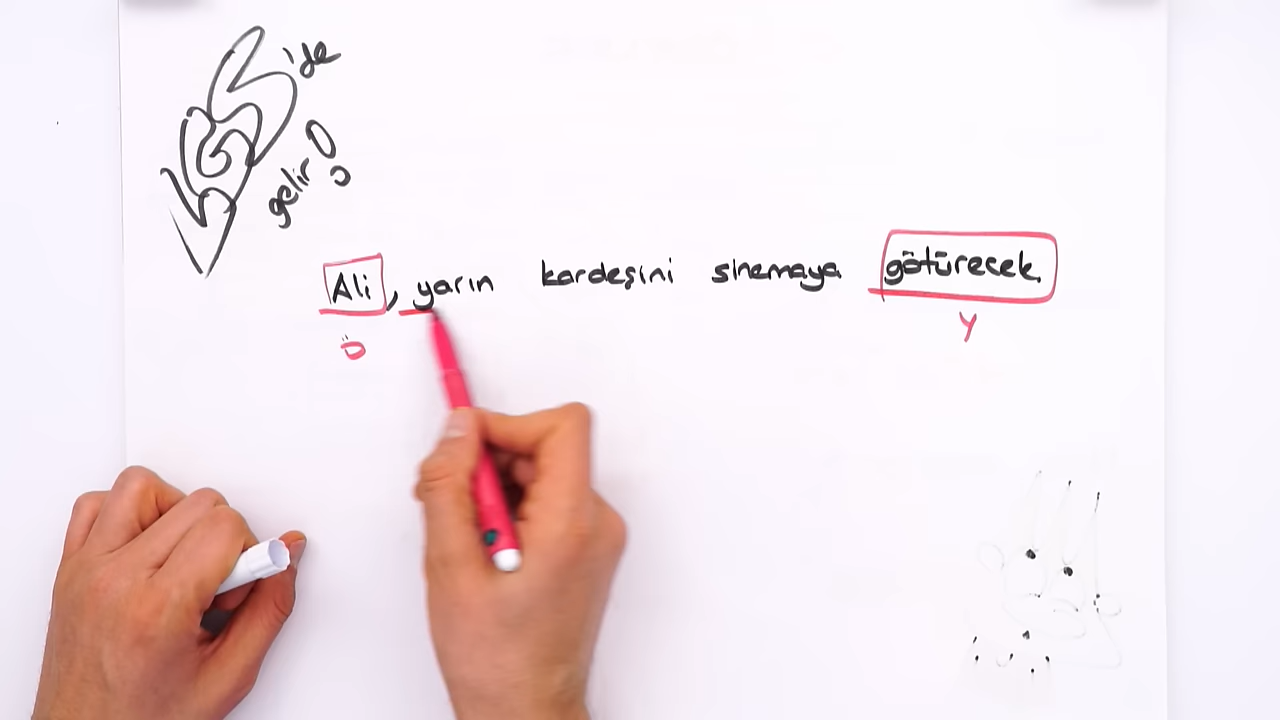 LGS'de
gelir !
Ali, yarın kardeşini sinemaya götürecek.
Ö Y